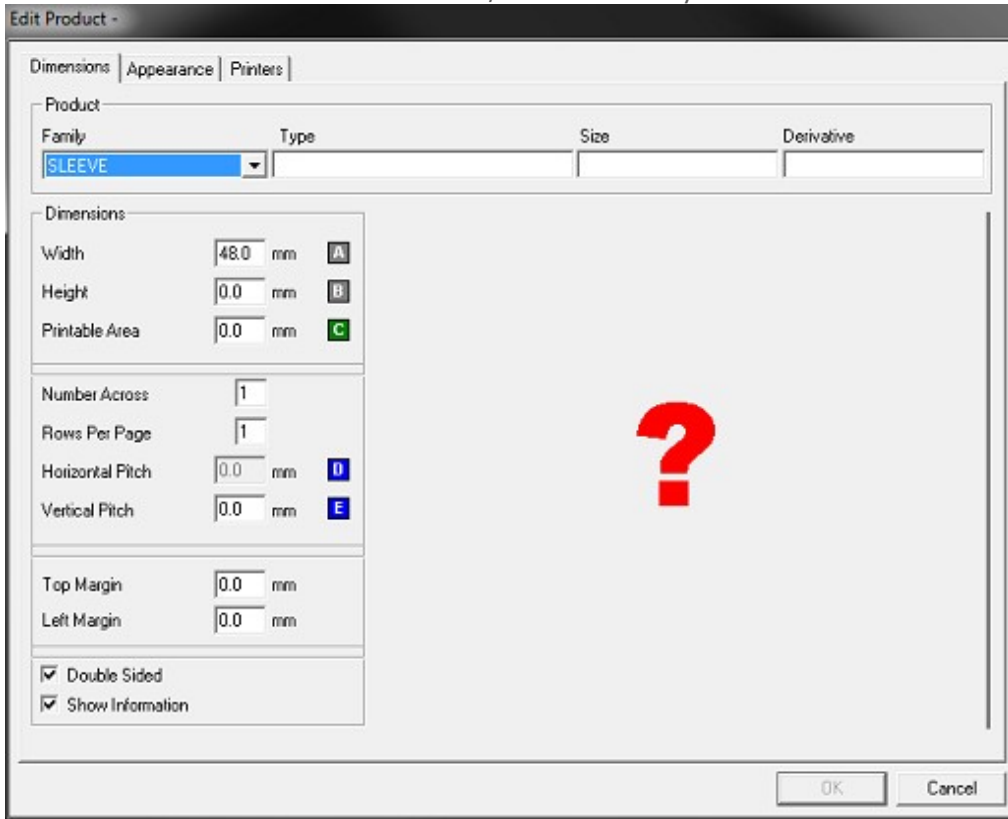 Edit Product -
Dimensions Appearance Printers
Product
Family Type Size Derivative
SLEEVE
Dimensions
Width 48.0 mm A
Height 0.0 mm B
Printable Area 0.0 mm C
Number Across 1
Rows Per Page 1
Horizontal Pitch 0.0 mm D
Vertical Pitch 0.0 mm E
?
Top Margin 0.0 mm
Left Margin 0.0 mm
Double Sided
Show Information
OK Cancel